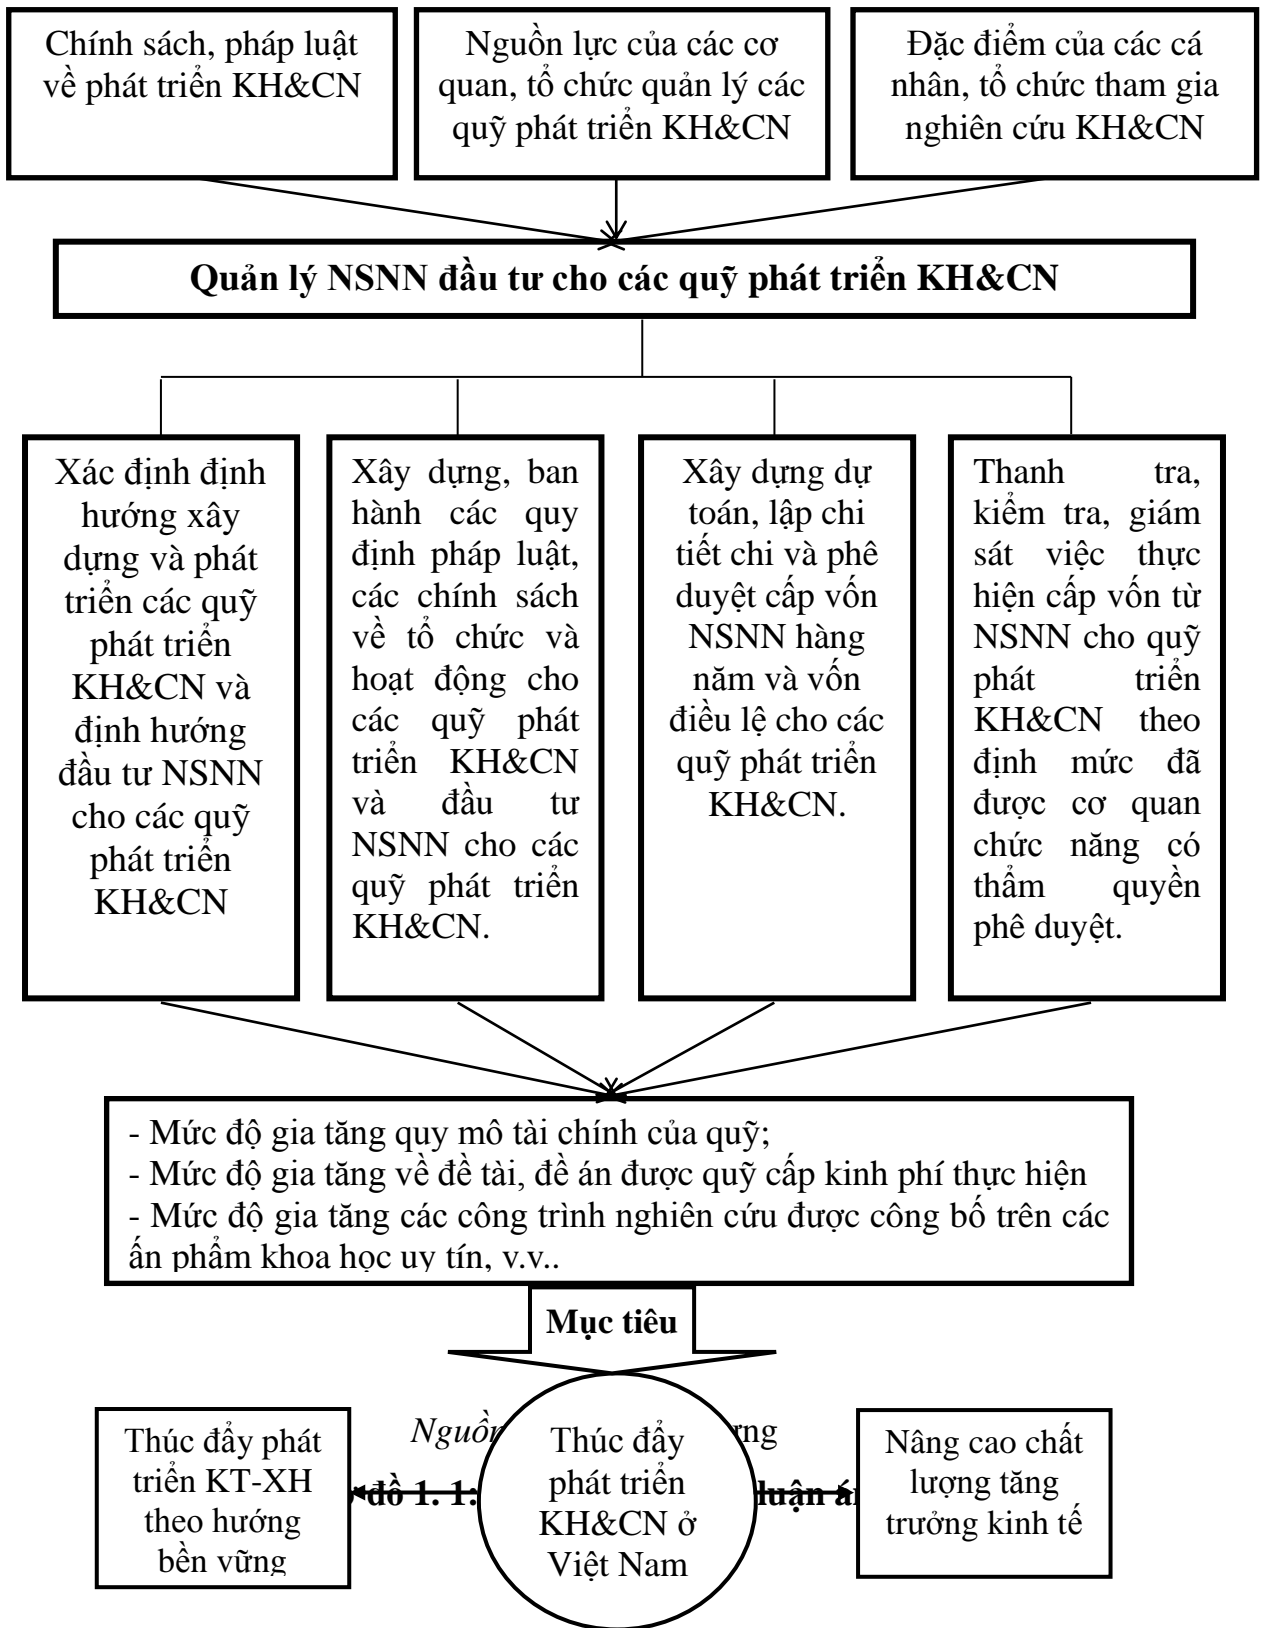 Chính sách, pháp luật
về phát triển KH&CN
Nguồn lực của các cơ
quan, tổ chức quản lý các
quỹ phát triển KH&CN
Đặc điểm của các cá
nhân, tổ chức tham gia
nghiên cứu KH&CN
Quản lý NSNN đầu tư cho các quỹ phát triển KH&CN
Xác định định
hướng xây
dựng và phát
triển các quỹ
phát triển
KH&CN và
định hướng
đầu tư NSNN
cho các quỹ
phát triển
KH&CN
Xây dựng, ban
hành các quy
định pháp luật,
các chính sách
về tổ chức và
hoạt động cho
các quỹ phát
triển KH&CN
và đầu tư
NSNN cho các
quỹ phát triển
KH&CN.
Xây dựng dự
toán, lập chi
tiết chi và phê
duyệt cấp vốn
NSNN hàng
năm và vốn
điều lệ cho các
quỹ phát triển
KH&CN.
Thanh tra,
kiểm tra, giám
sát việc thực
hiện cấp vốn từ
NSNN cho quỹ
phát triển
KH&CN theo
định mức đã
được cơ quan
chức năng có
thẩm quyền
phê duyệt.
- Mức độ gia tăng quy mô tài chính của quỹ;
- Mức độ gia tăng về đề tài, đề án được quỹ cấp kinh phí thực hiện
- Mức độ gia tăng các công trình nghiên cứu được công bố trên các
ấn phẩm khoa học uy tín, v.v..
Mục tiêu
Thúc đẩy phát
triển KT-XH
theo hướng
bền vững
Nguồn
đồ 1. 1:
Thúc đẩy
phát triển
KH&CN ở
Việt Nam
luận
Nâng cao chất
lượng tăng
trưởng kinh tế